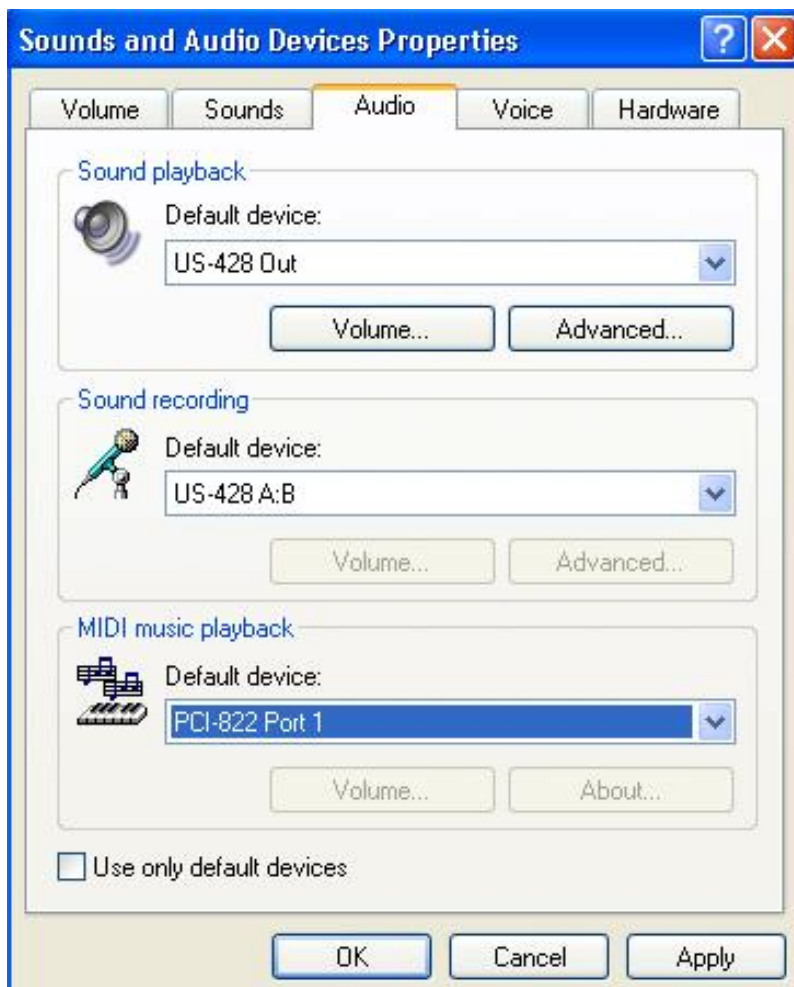 Sounds and Audio Devices Properties
Volume Sounds Audio Voice Hardware
Sound playback
Default device:
US-428 Out
Volume... Advanced...
Sound recording
Default device:
US-428 A:B
Volume... Advanced...
MIDI music playback
Default device:
PCI-822 Port 1
Volume... About...
Use only default devices
OK Cancel Apply